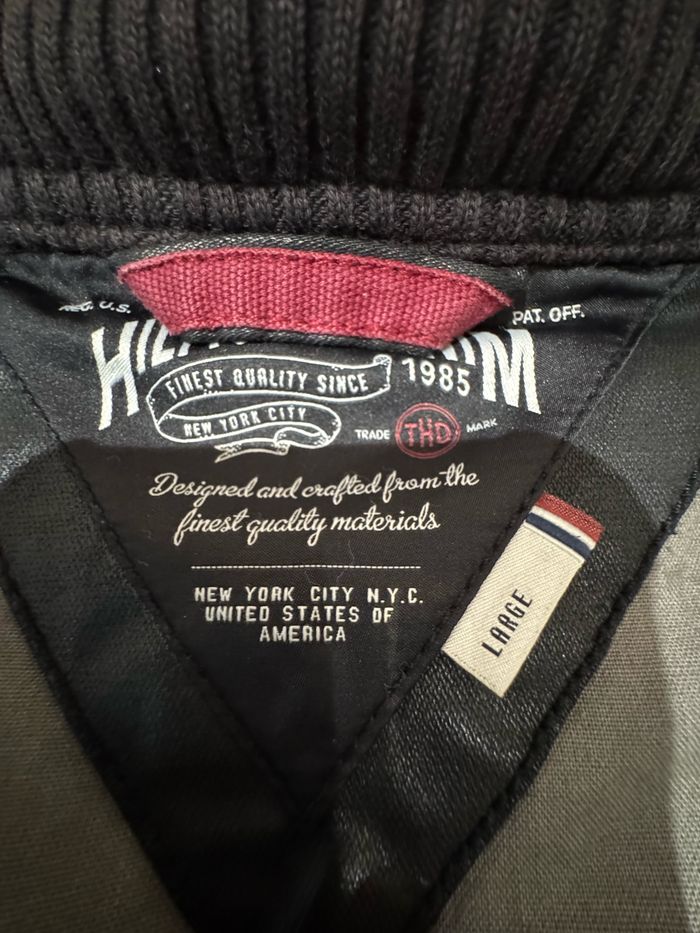 REG. U.S.
PAT. OFF.
FINEST QUALITY SINCE
1985
NEW YORK CITY
TRADE THD MARK
Designed and crafted from the
finest quality materials
NEW YORK CITY N.Y.C.
UNITED STATES OF
AMERICA
LARGE